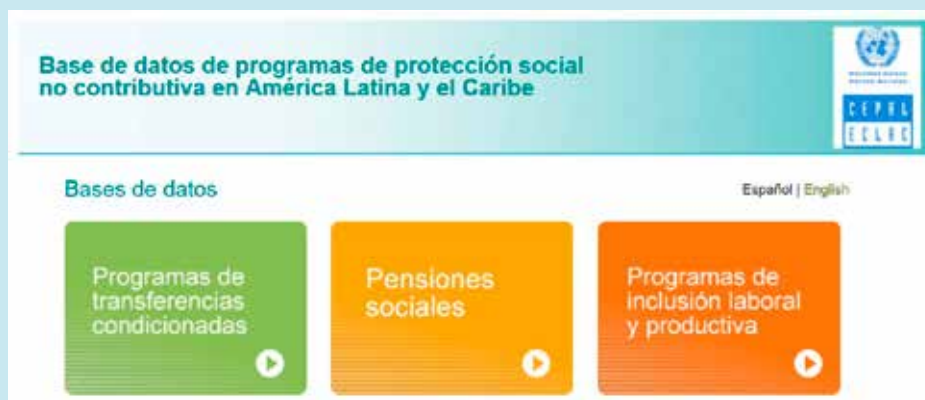 Base de datos de programas de protección social
no contributiva en América Latina y el Caribe
CEPAL
ECLAC
Bases de datos
Español | English
Programas de
transferencias
condicionadas
Pensiones
sociales
Programas de
inclusión laboral
y productiva